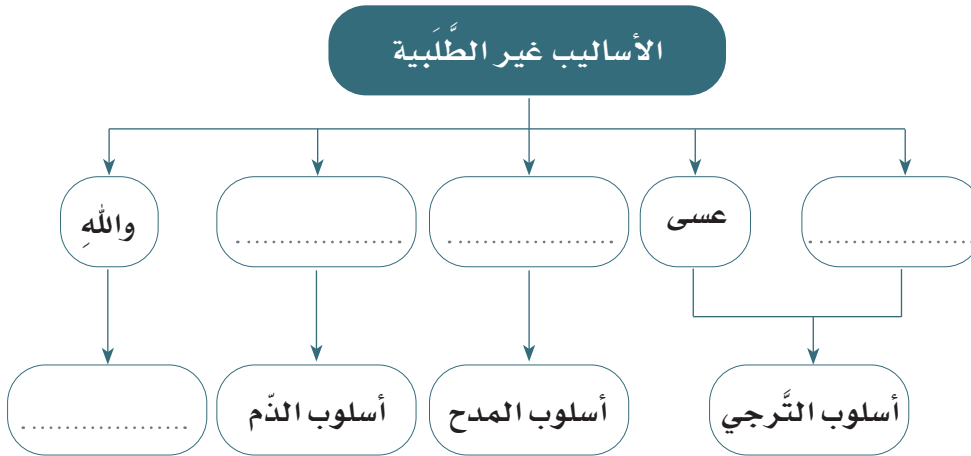 الأساليب غير الطَّلَبية
....................
عسى
....................
....................
واللهِ
أسلوب التَّرجي
أسلوب المدح
أسلوب الذّم
....................